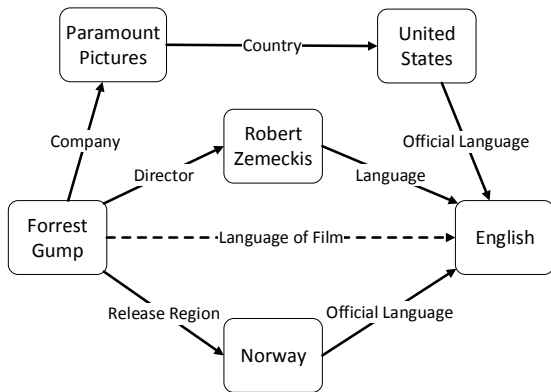 Paramount
Pictures
Country
United
States
Company
Official Language
Robert
Zemeckis
Director
Language
Forrest
Gump
Language of Film
English
Release Region
Official Language
Norway